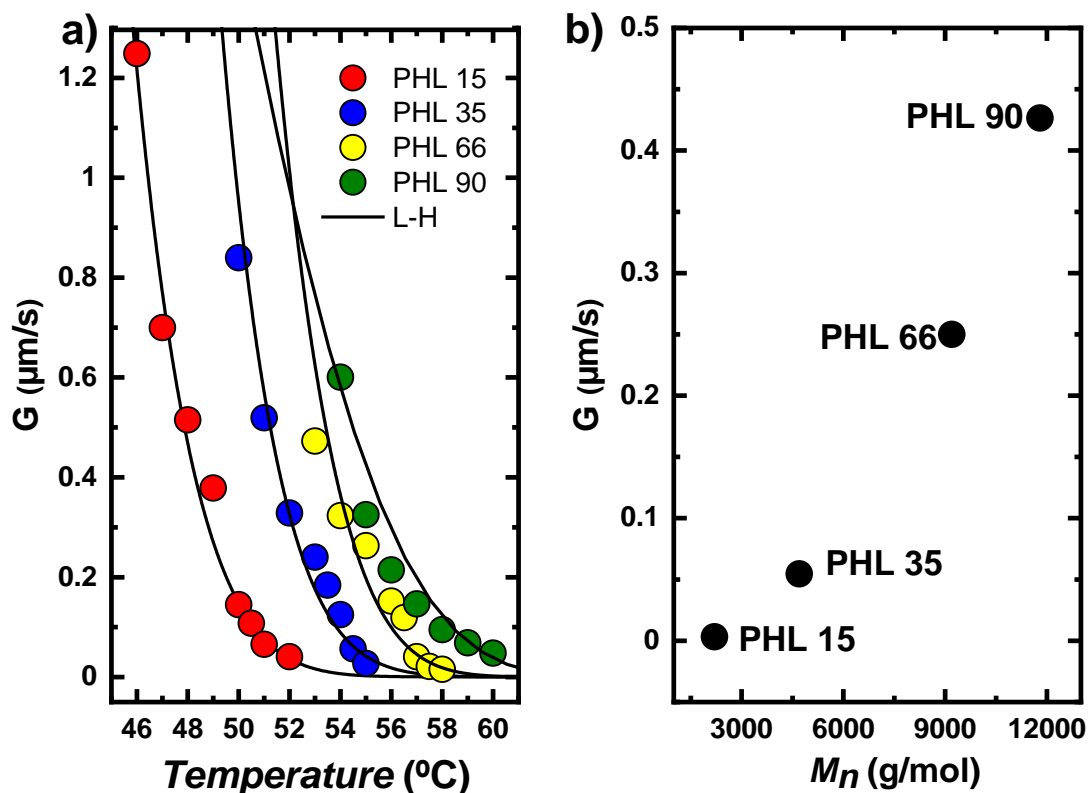 a)
PHL 15
PHL 35
PHL 66
PHL 90
L-H
1.2
1
0.8
0.6
0.4
0.2
0
G (µm/s)
46 48 50 52 54 56 58 60
Temperature (ºC)
b)
0.5
0.4
0.3
0.2
0.1
0
G (µm/s)
PHL 90
PHL 66
PHL 35
PHL 15
3000 6000 9000 12000
Mn (g/mol)